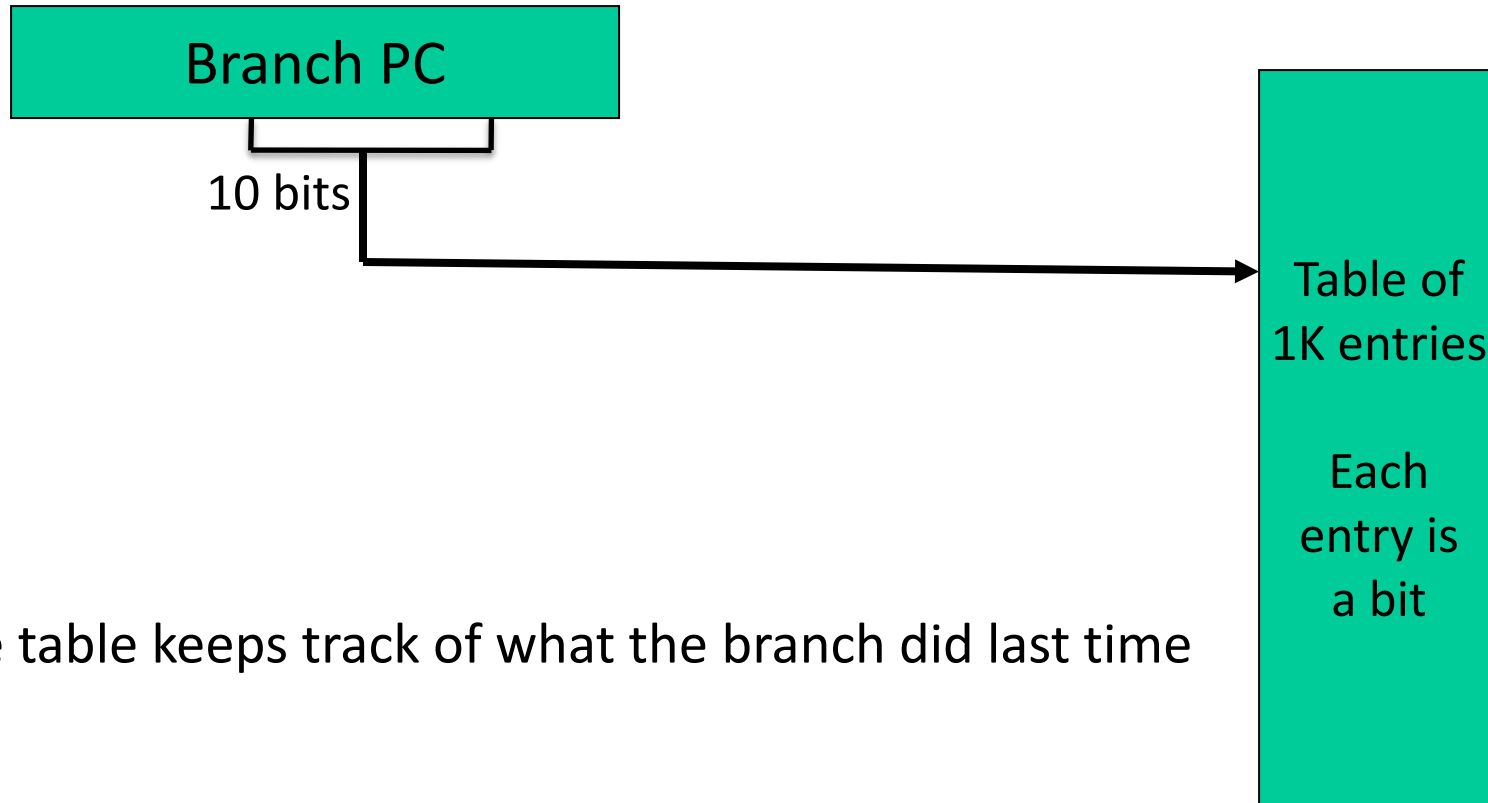 Branch PC
10 bits
Table of
1K entries
Each
entry is
a bit
table keeps track of what the branch did last time